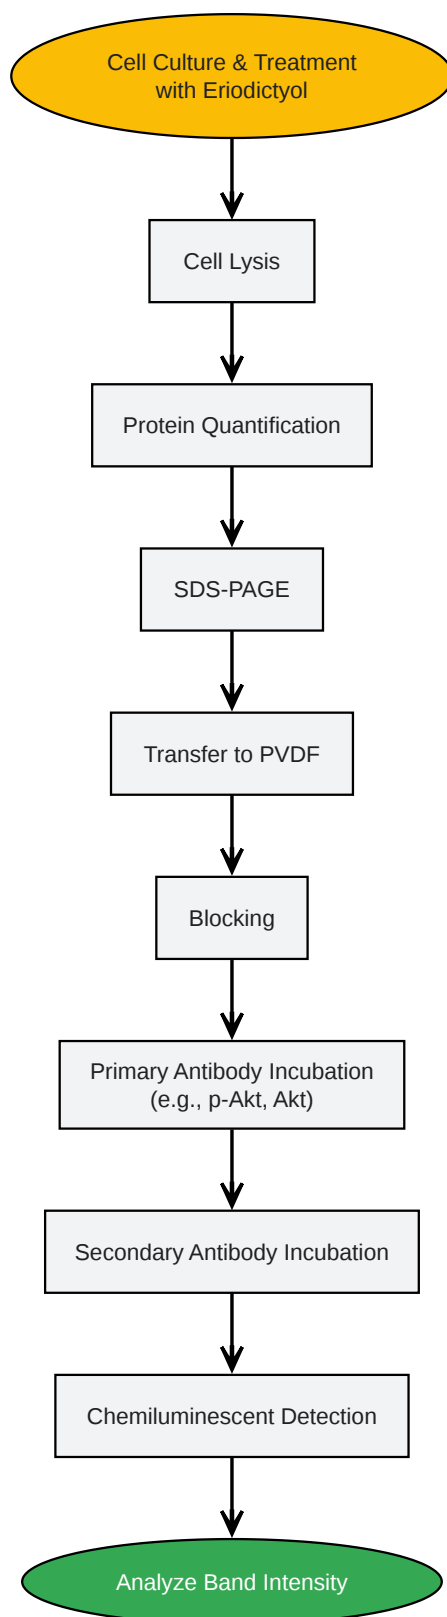 Cell Culture & Treatment
with Eriodictyol
Cell Lysis
Protein Quantification
SDS-PAGE
Transfer to PVDF
Blocking
Primary Antibody Incubation
(e.g., p-Akt, Akt)
Secondary Antibody Incubation
Chemiluminescent Detection
Analyze Band Intensity